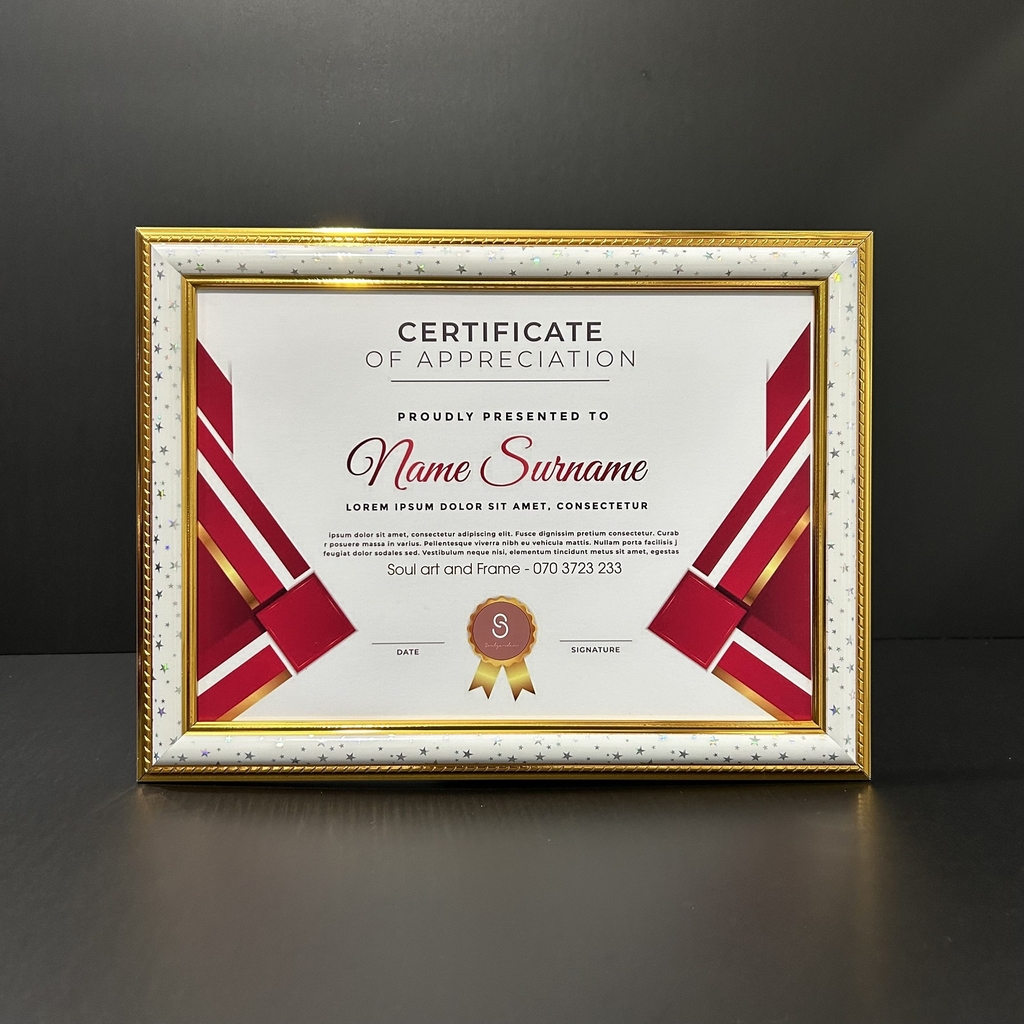 CERTIFICATE
OF APPRECIATION
PROUDLY PRESENTED TO
Name Surname
LOREM IPSUM DOLOR SIT AMET, CONSECTETUR
ipsum dolor sit amet, consectetur adipiscing elit. Fusce dignissim pretium consectetur. Curab
r posuere massa in varius. Pellentesque viverra nibh eu vehicula mattis. Nullam porta facilisis j
feugiat dolor sodales sed. Vestibulum neque nisi, elementum tincidunt metus sit amet, egestas
Soul art and Frame - 070 3723 233
S
DATE
SIGNATURE